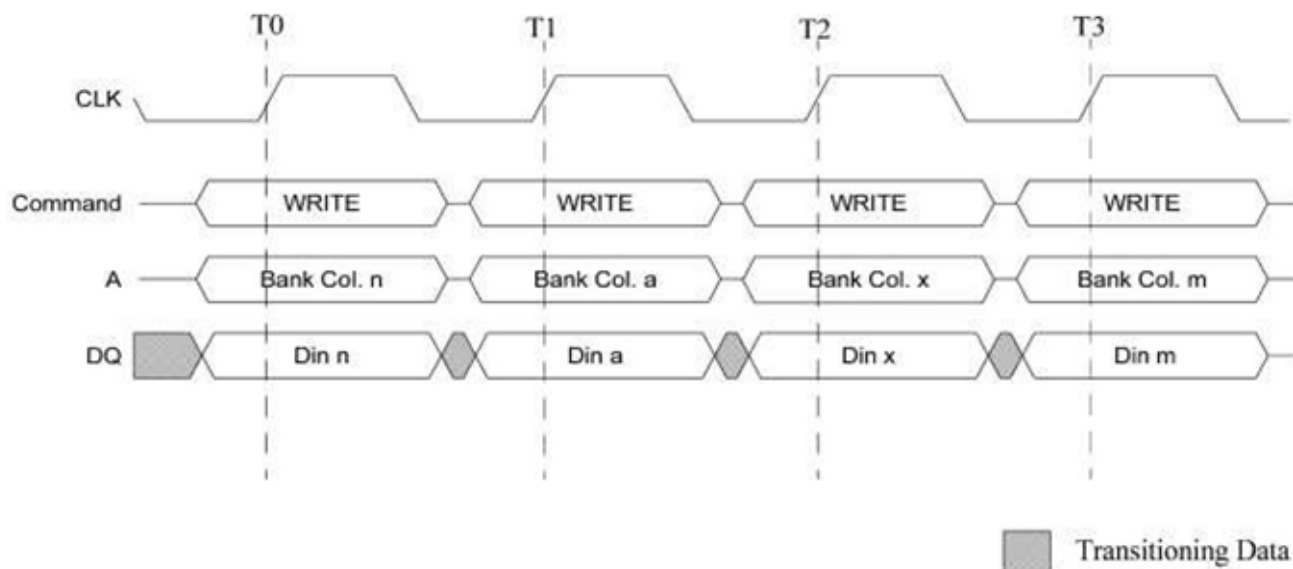 T0 T1 T2 T3
CLK
Command WRITE WRITE WRITE WRITE
A Bank Col. n Bank Col. a Bank Col. x Bank Col. m
DQ Din n Din a Din x Din m
Transitioning Data